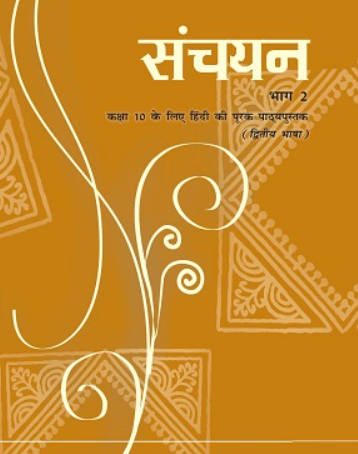 संचयन
भाग 2
कक्षा 10 के लिए हिंदी की पूरक पाठ्यपुस्तक
(द्वितीय भाषा)